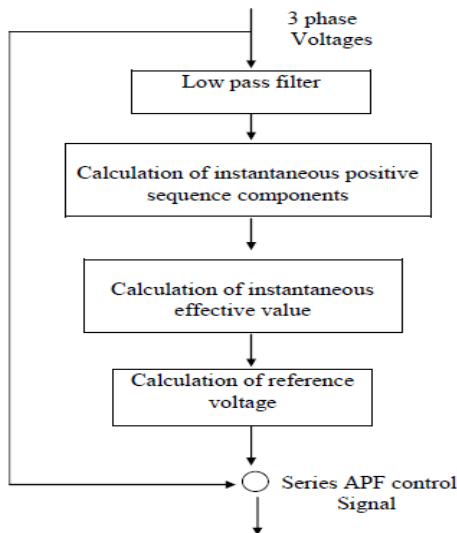 3 phase
Voltages
Low pass filter
Calculation of instantaneous positive
sequence components
Calculation of instantaneous
effective value
Calculation of reference
voltage
Series APF control
Signal